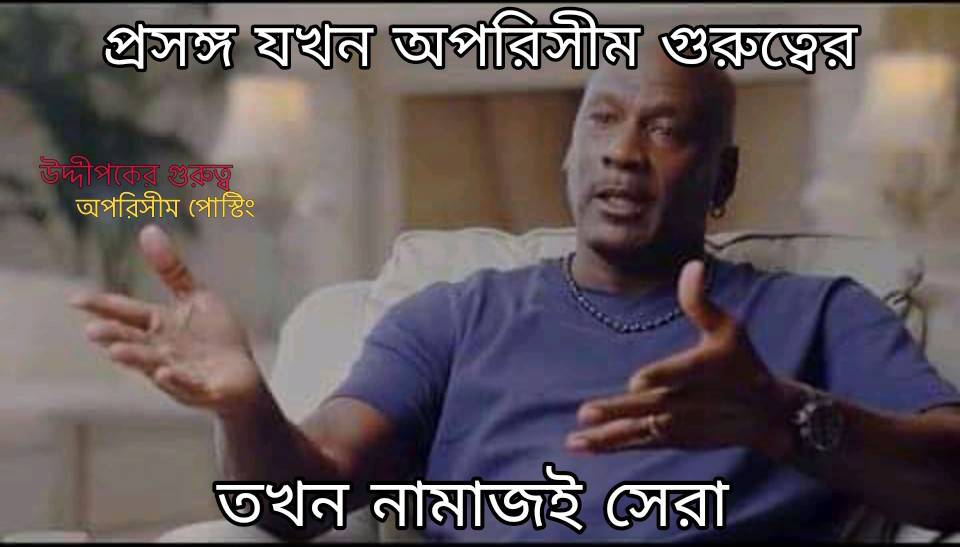 প্রসঙ্গ যখন অপরিসীম গুরুত্বের
উদ্দীপকের গুরুত্ব
অপরিসীম পোস্টিং
তখন নামাজই সেরা